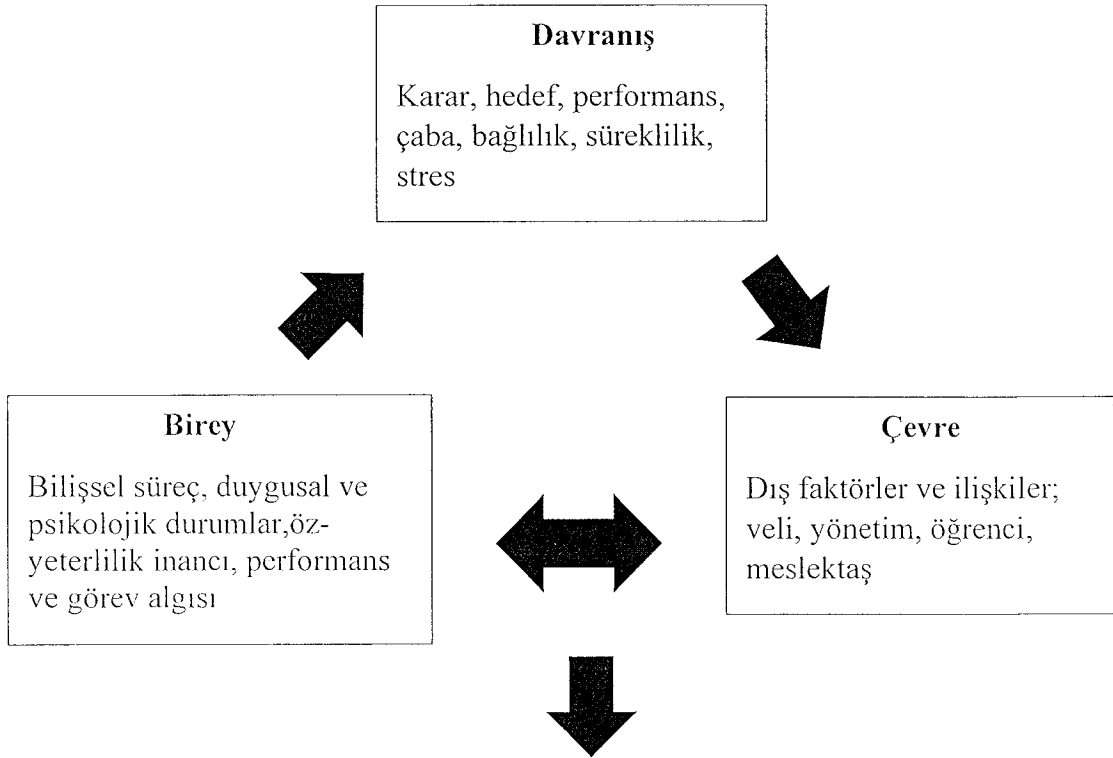 Davranış
Karar, hedef, performans,
çaba, bağlılık, süreklilik,
stres
Birey
Bilişsel süreç, duygusal ve
psikolojik durumlar,öz-
yeterlilik inancı, performans
ve görev algısı
Çevre
Dış faktörler ve ilişkiler;
veli, yönetim, öğrenci,
meslektaş